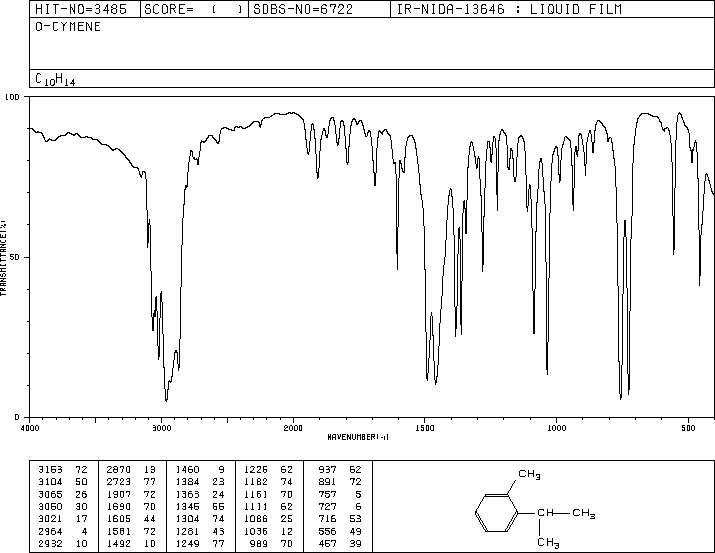 HIT-NO=3485 SCORE= ( ) SDBS-NO=6722 IR-NIDA-13646 : LIQUID FILM
O-CYMENE
C10H14
100
50
0
TRANSMITTANCE(%)
4000 3000 2000 1500 1000 500
WAVENUMBER(-1)
3163 72 2870 13 1460 9 1226 62 937 62
3104 50 2723 77 1384 23 1182 74 891 72
3065 26 1907 72 1363 24 1161 70 757 5
3050 30 1690 70 1345 55 1111 62 727 6
3021 17 1605 44 1304 74 1086 25 716 53
2964 4 1581 72 1281 43 1036 12 556 49
2932 10 1492 10 1249 77 989 70 457 39
CH3
CH CH3
CH3